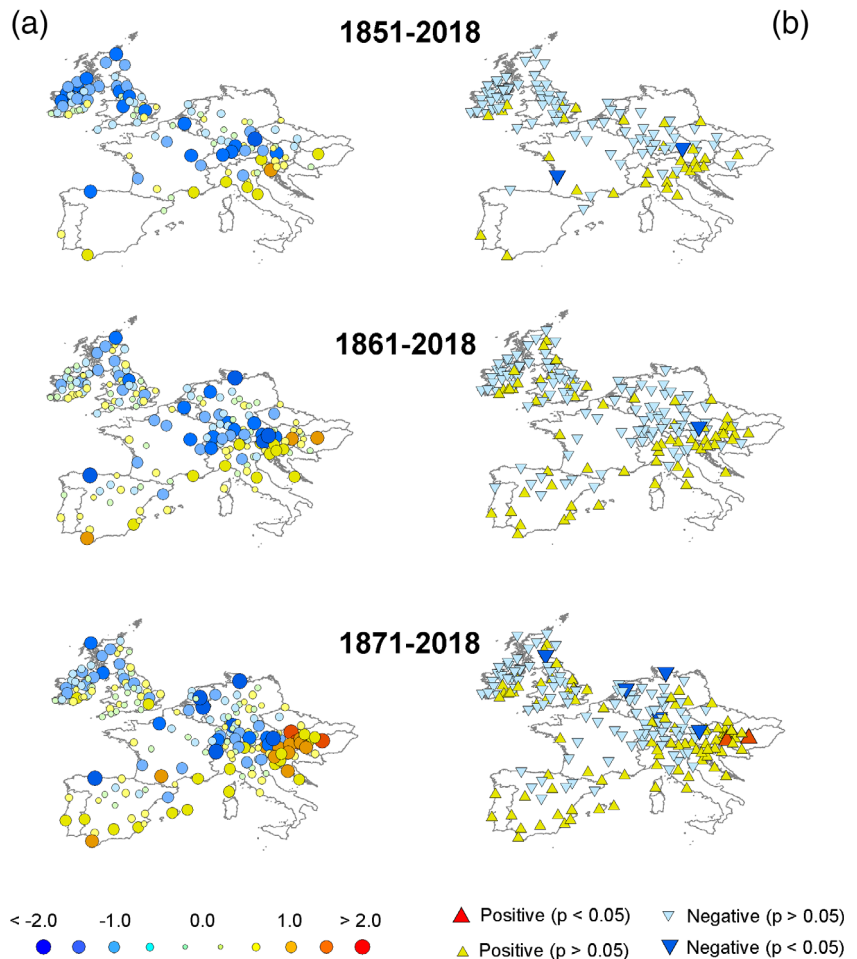 (a) 1851-2018 (b)
1861-2018
1871-2018
< -2.0 -1.0 0.0 1.0 > 2.0
Positive (p < 0.05) Negative (p > 0.05)
Positive (p > 0.05) Negative (p < 0.05)